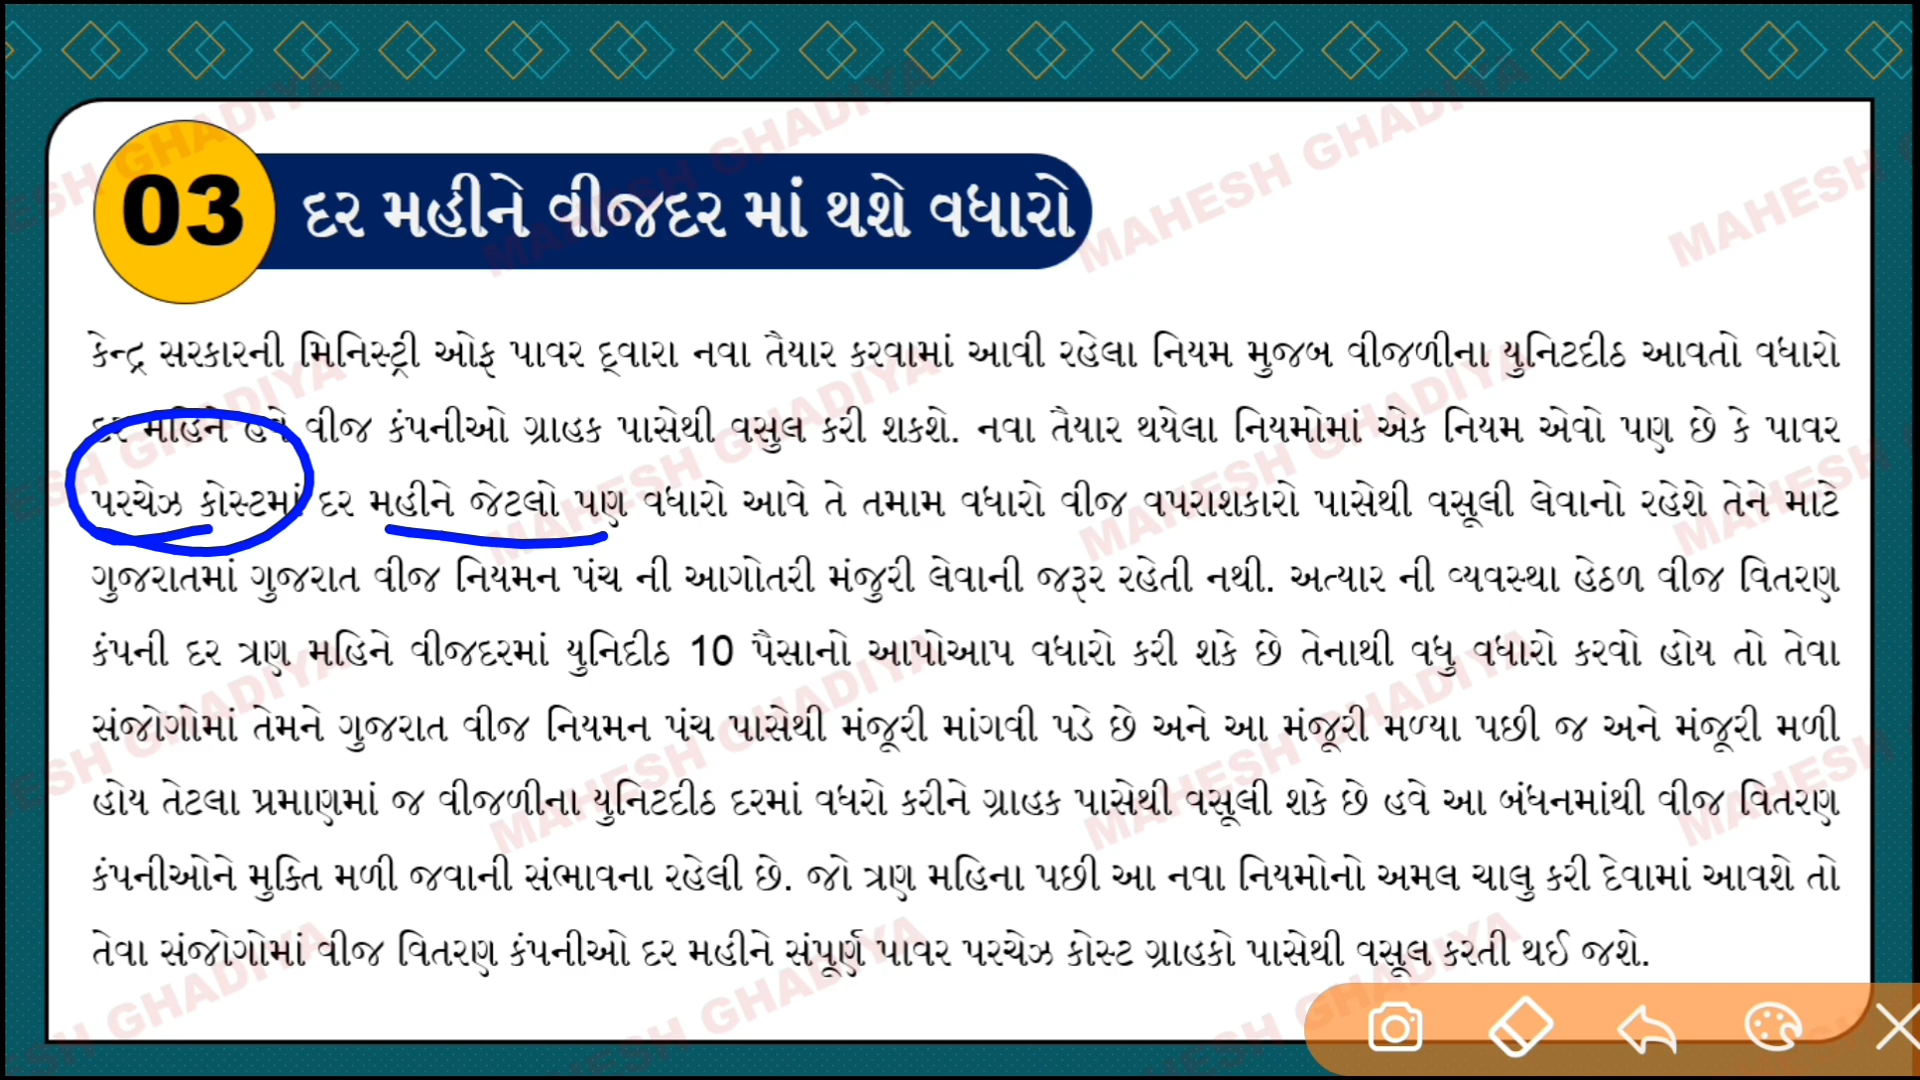 03
દર મહીને વીજદર માં થશે વધારો
કેન્દ્ર સરકારની મિનિસ્ટ્રી ઓફ પાવર દ્વારા નવા તૈયાર કરવામાં આવી રહેલા નિયમ મુજબ વીજળીના યુનિટદીઠ આવતો વધારો
દર મહિને હવે વીજ કંપનીઓ ગ્રાહક પાસેથી વસુલ કરી શકશે. નવા તૈયાર થયેલા નિયમોમાં એક નિયમ એવો પણ છે કે પાવર
પરચેઝ કોસ્ટમાં દર મહીને જેટલો પણ વધારો આવે તે તમામ વધારો વીજ વપરાશકારો પાસેથી વસૂલી લેવાનો રહેશે તેને માટે
ગુજરાતમાં ગુજરાત વીજ નિયમન પંચ ની આગોતરી મંજુરી લેવાની જરૂર રહેતી નથી. અત્યાર ની વ્યવસ્થા હેઠળ વીજ વિતરણ
કંપની દર ત્રણ મહિને વીજદરમાં યુનિદીઠ 10 પૈસાનો આપોઆપ વધારો કરી શકે છે તેનાથી વધુ વધારો કરવો હોય તો તેવા
સંજોગોમાં તેમને ગુજરાત વીજ નિયમન પંચ પાસેથી મંજૂરી માંગવી પડે છે અને આ મંજૂરી મળ્યા પછી જ અને મંજૂરી મળી
હોય તેટલા પ્રમાણમાં જ વીજળીના યુનિટદીઠ દરમાં વધરો કરીને ગ્રાહક પાસેથી વસૂલી શકે છે હવે આ બંધનમાંથી વીજ વિતરણ
કંપનીઓને મુક્તિ મળી જવાની સંભાવના રહેલી છે. જો ત્રણ મહિના પછી આ નવા નિયમોનો અમલ ચાલુ કરી દેવામાં આવશે તો
તેવા સંજોગોમાં વીજ વિતરણ કંપનીઓ દર મહીને સંપૂર્ણ પાવર પરચેઝ કોસ્ટ ગ્રાહકો પાસેથી વસૂલ કરતી થઈ જશે.
MAHESH GHADIYA